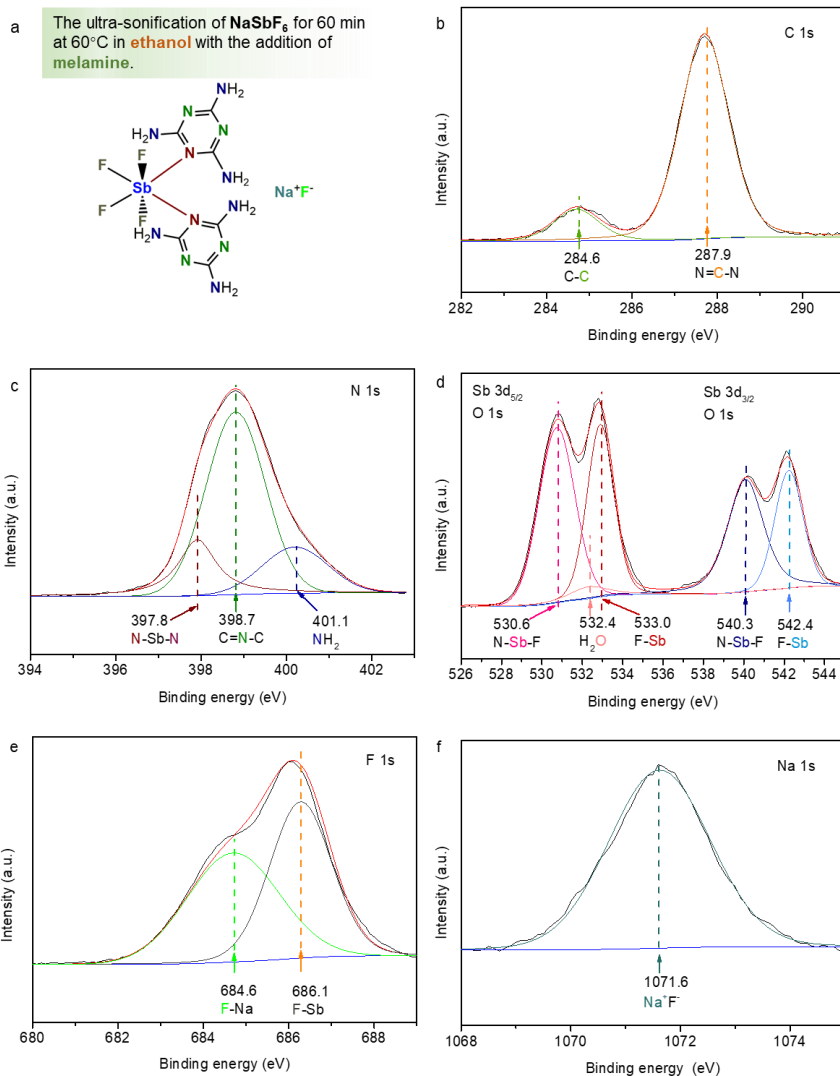 a
The ultra-sonification of NaSbF₆ for 60 min
at 60°C in ethanol with the addition of
melamine.
NH₂
N
N
H₂N
N
NH₂
F
F
Sb
F
F
Na⁺F⁻
N
NH₂
H₂N
N
N
NH₂
b
C 1s
Intensity (a.u.)
284.6
C-C
287.9
N=C-N
282
284
286
288
290
Binding energy (eV)
c
N 1s
Intensity (a.u.)
397.8
N-Sb-N
398.7
C=N-C
401.1
NH₂
394
396
398
400
402
Binding energy (eV)
d
Sb 3d5/2
O 1s
Sb 3d3/2
O 1s
Intensity (a.u.)
530.6
N-Sb-F
532.4
H₂O
533.0
F-Sb
540.3
N-Sb-F
542.4
F-Sb
526
528
530
532
534
536
538
540
542
544
Binding energy (eV)
e
F 1s
Intensity (a.u.)
684.6
F-Na
686.1
F-Sb
680
682
684
686
688
Binding energy (eV)
f
Na 1s
Intensity (a.u.)
1071.6
Na⁺F⁻
1068
1070
1072
1074
Binding energy (eV)